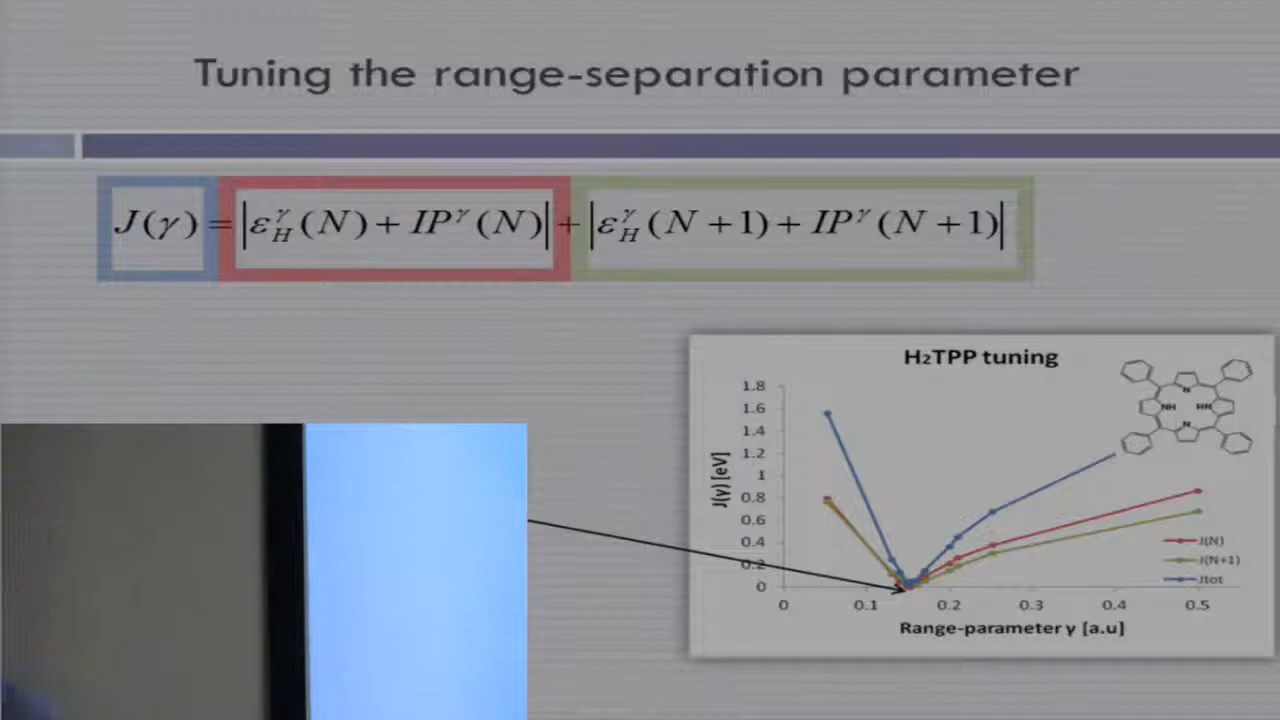 Tuning the range-separation parameter
J(γ) = |ε_H^γ(N) + IP^γ(N)| + |ε_H^γ(N + 1) + IP^γ(N + 1)|
H₂TPP tuning
N
NH HN
N
J(γ) [eV]
1.8
1.6
1.4
1.2
1
0.8
0.6
0.4
0.2
0
0 0.1 0.2 0.3 0.4 0.5
Range-parameter γ [a.u]
J(N)
J(N+1)
Jtot